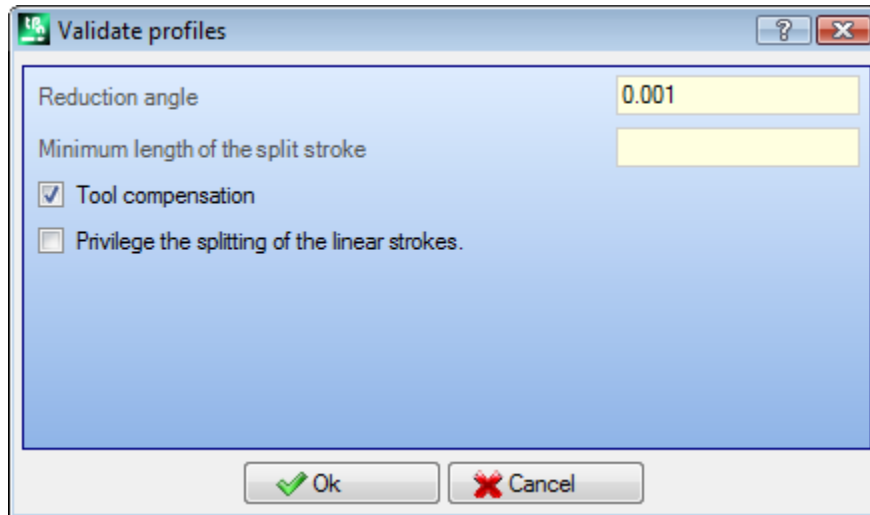 Validate profiles
?
Reduction angle
0.001
Minimum length of the split stroke
Tool compensation
Privilege the splitting of the linear strokes.
Ok
Cancel